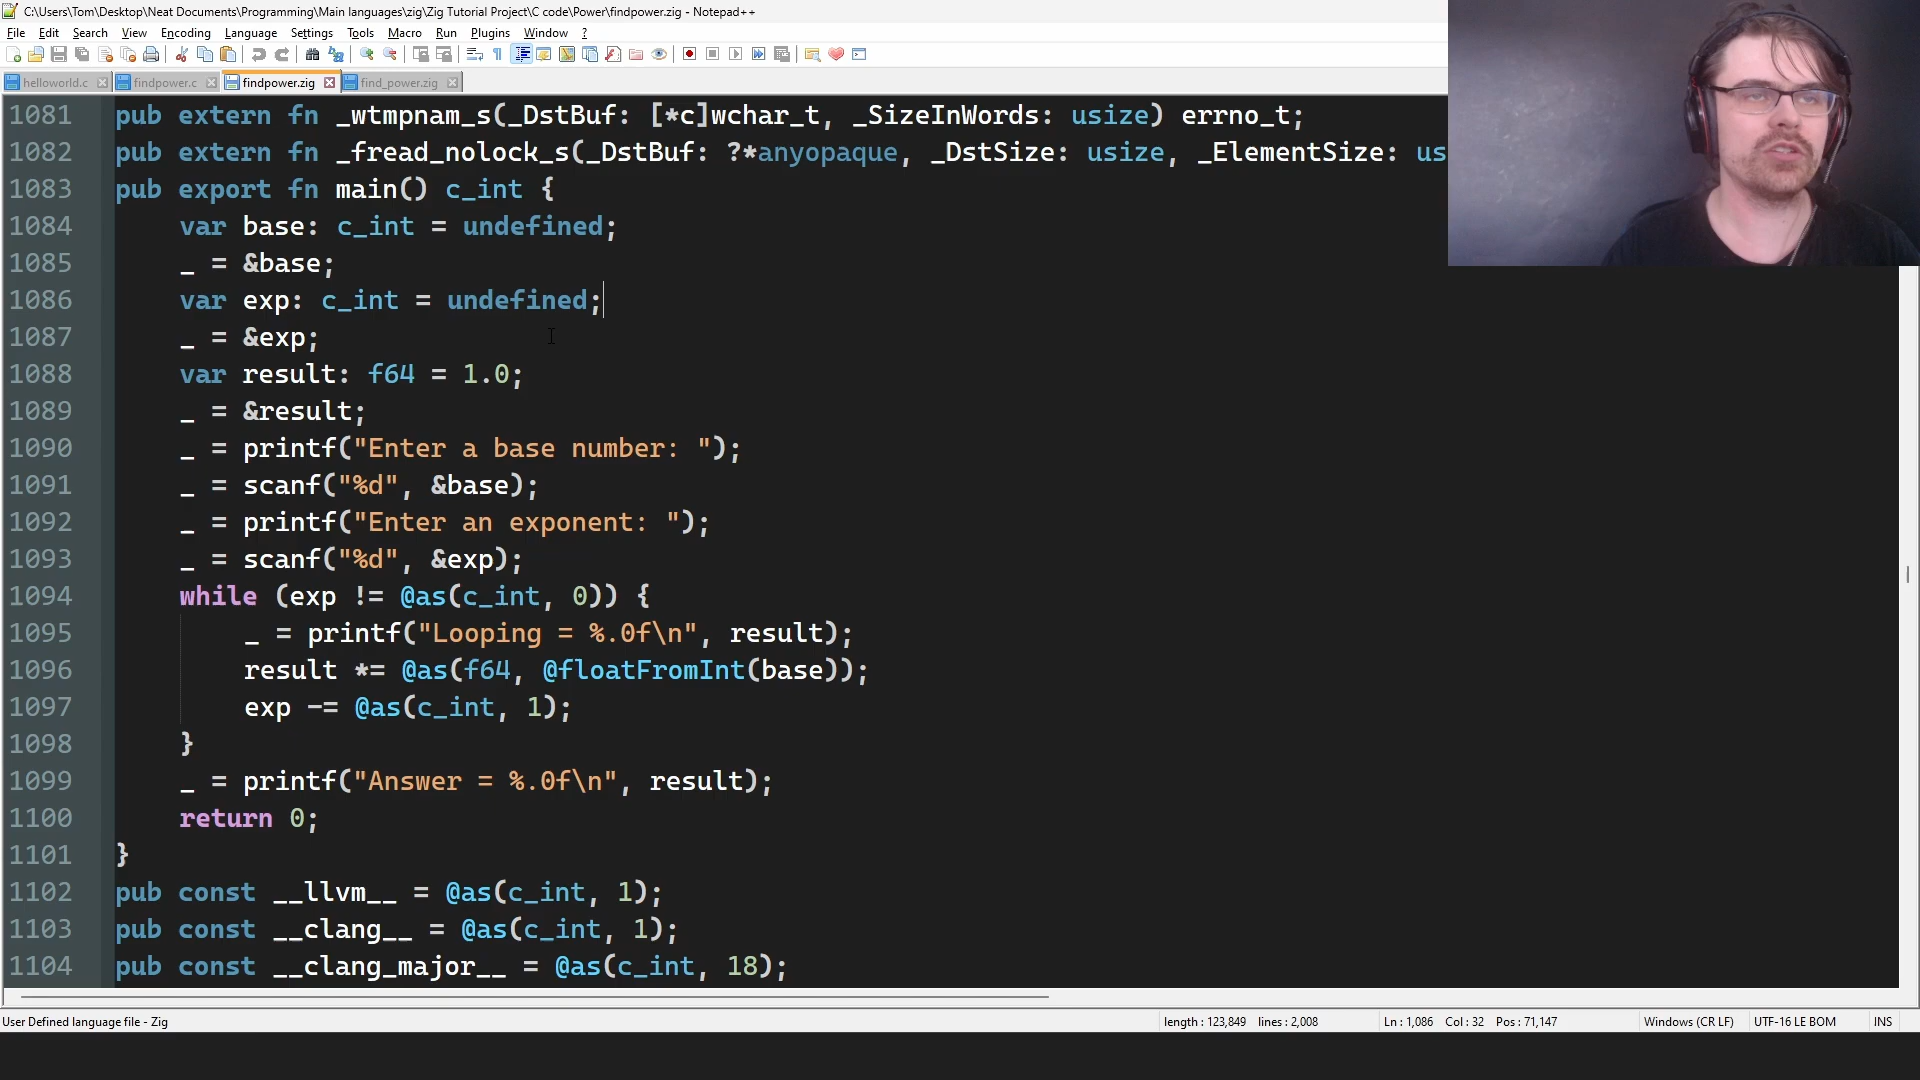 C:\Users\Tom\Desktop\Neat Documents\Programming\Main languages\zig\Zig Tutorial Project\C code\Power\findpower.zig - Notepad++
File Edit Search View Encoding Language Settings Tools Macro Run Plugins Window ?
helloworld.c findpower.c findpower.zig find_power.zig
1081 pub extern fn _wtmpnam_s(_DstBuf: [*c]wchar_t, _SizeInWords: usize) errno_t;
1082 pub extern fn _fread_nolock_s(_DstBuf: ?*anyopaque, _DstSize: usize, _ElementSize: us
1083 pub export fn main() c_int {
1084 var base: c_int = undefined;
1085 _ = &base;
1086 var exp: c_int = undefined;
1087 _ = &exp;
1088 var result: f64 = 1.0;
1089 _ = &result;
1090 _ = printf("Enter a base number: ");
1091 _ = scanf("%d", &base);
1092 _ = printf("Enter an exponent: ");
1093 _ = scanf("%d", &exp);
1094 while (exp != @as(c_int, 0)) {
1095 _ = printf("Looping = %.0f\n", result);
1096 result *= @as(f64, @floatFromInt(base));
1097 exp -= @as(c_int, 1);
1098 }
1099 _ = printf("Answer = %.0f\n", result);
1100 return 0;
1101 }
1102 pub const __llvm__ = @as(c_int, 1);
1103 pub const __clang__ = @as(c_int, 1);
1104 pub const __clang_major__ = @as(c_int, 18);
User Defined language file - Zig length : 123,849 lines : 2,008 Ln : 1,086 Col : 32 Pos : 71,147 Windows (CR LF) UTF-16 LE BOM INS